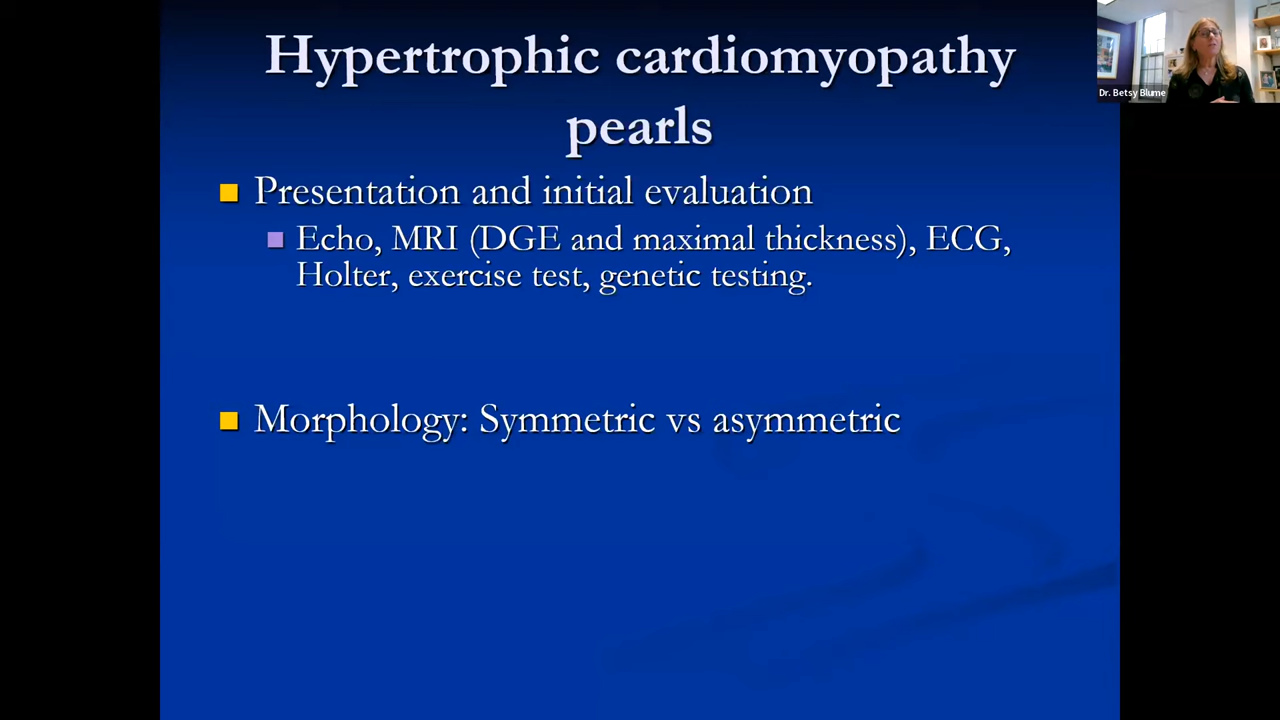 Hypertrophic cardiomyopathy
pearls
Presentation and initial evaluation
Echo, MRI (DGE and maximal thickness), ECG,
Holter, exercise test, genetic testing.
Morphology: Symmetric vs asymmetric
Dr. Betsy Blume